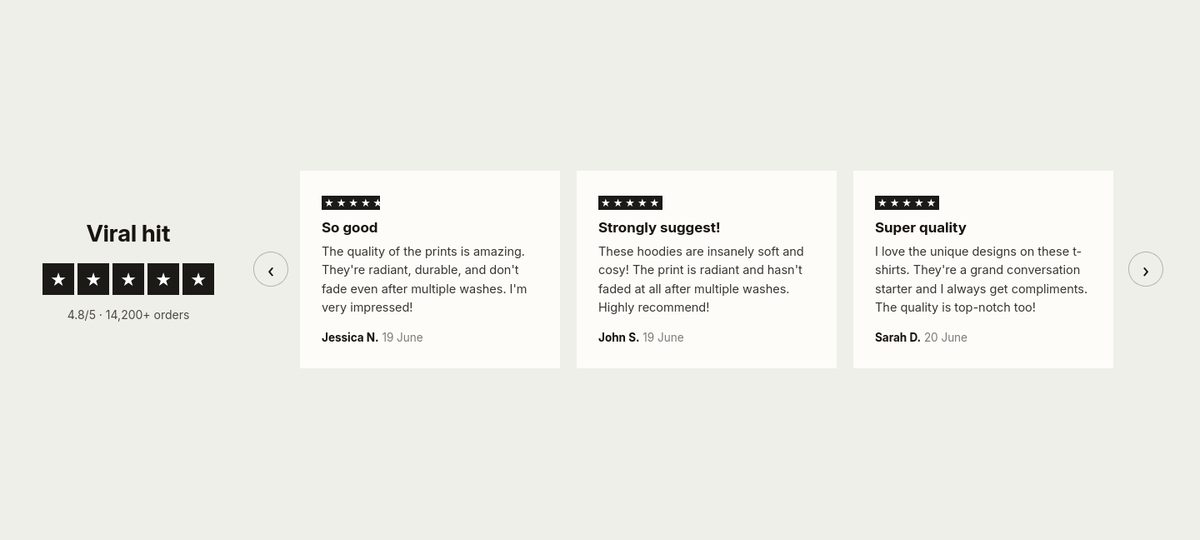 Viral hit
4.8/5 · 14,200+ orders
So good
The quality of the prints is amazing.
They're radiant, durable, and don't
fade even after multiple washes. I'm
very impressed!
Jessica N. 19 June
Strongly suggest!
These hoodies are insanely soft and
cosy! The print is radiant and hasn't
faded at all after multiple washes.
Highly recommend!
John S. 19 June
Super quality
I love the unique designs on these t-
shirts. They're a grand conversation
starter and I always get compliments.
The quality is top-notch too!
Sarah D. 20 June